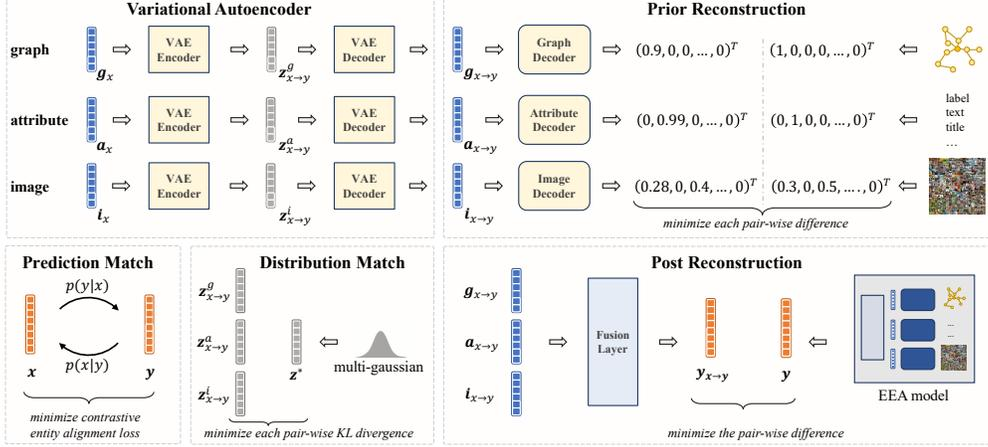 Variational Autoencoder
graph
g_x
VAE
Encoder
z^g_{x→y}
VAE
Decoder
attribute
a_x
VAE
Encoder
z^a_{x→y}
VAE
Decoder
image
i_x
VAE
Encoder
z^i_{x→y}
VAE
Decoder
Prior Reconstruction
g_{x→y}
Graph
Decoder
(0.9, 0, 0, ..., 0)^T
(1, 0, 0, 0, ..., 0)^T
a_{x→y}
Attribute
Decoder
(0, 0.99, 0, ..., 0)^T
(0, 1, 0, 0, ..., 0)^T
label
text
title
...
i_{x→y}
Image
Decoder
(0.28, 0, 0.4, ..., 0)^T
(0.3, 0, 0.5, ...., 0)^T
minimize each pair-wise difference
Prediction Match
p(y|x)
p(x|y)
x
y
minimize contrastive
entity alignment loss
Distribution Match
z^g_{x→y}
z^a_{x→y}
z^i_{x→y}
z^*
multi-gaussian
minimize each pair-wise KL divergence
Post Reconstruction
g_{x→y}
a_{x→y}
i_{x→y}
Fusion
Layer
y_{x→y}
y
...
...
EEA model
minimize the pair-wise difference